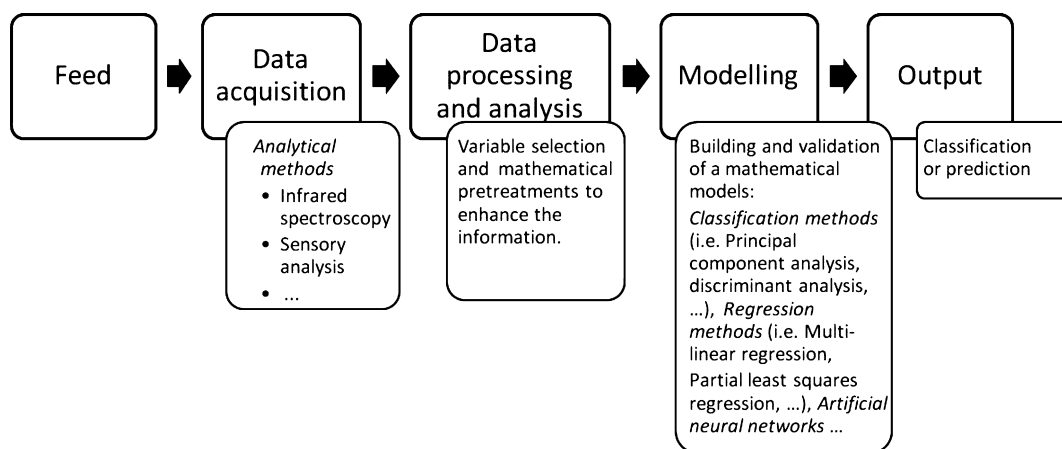 Feed
Data
acquisition
Analytical
methods
• Infrared
spectroscopy
• Sensory
analysis
• ...
Data
processing
and analysis
Variable selection
and mathematical
pretreatments to
enhance the
information.
Modelling
Building and validation
of a mathematical
models:
Classification methods
(i.e. Principal
component analysis,
discriminant analysis,
…), Regression
methods (i.e. Multi-
linear regression,
Partial least squares
regression, …), Artificial
neural networks …
Output
Classification
or prediction